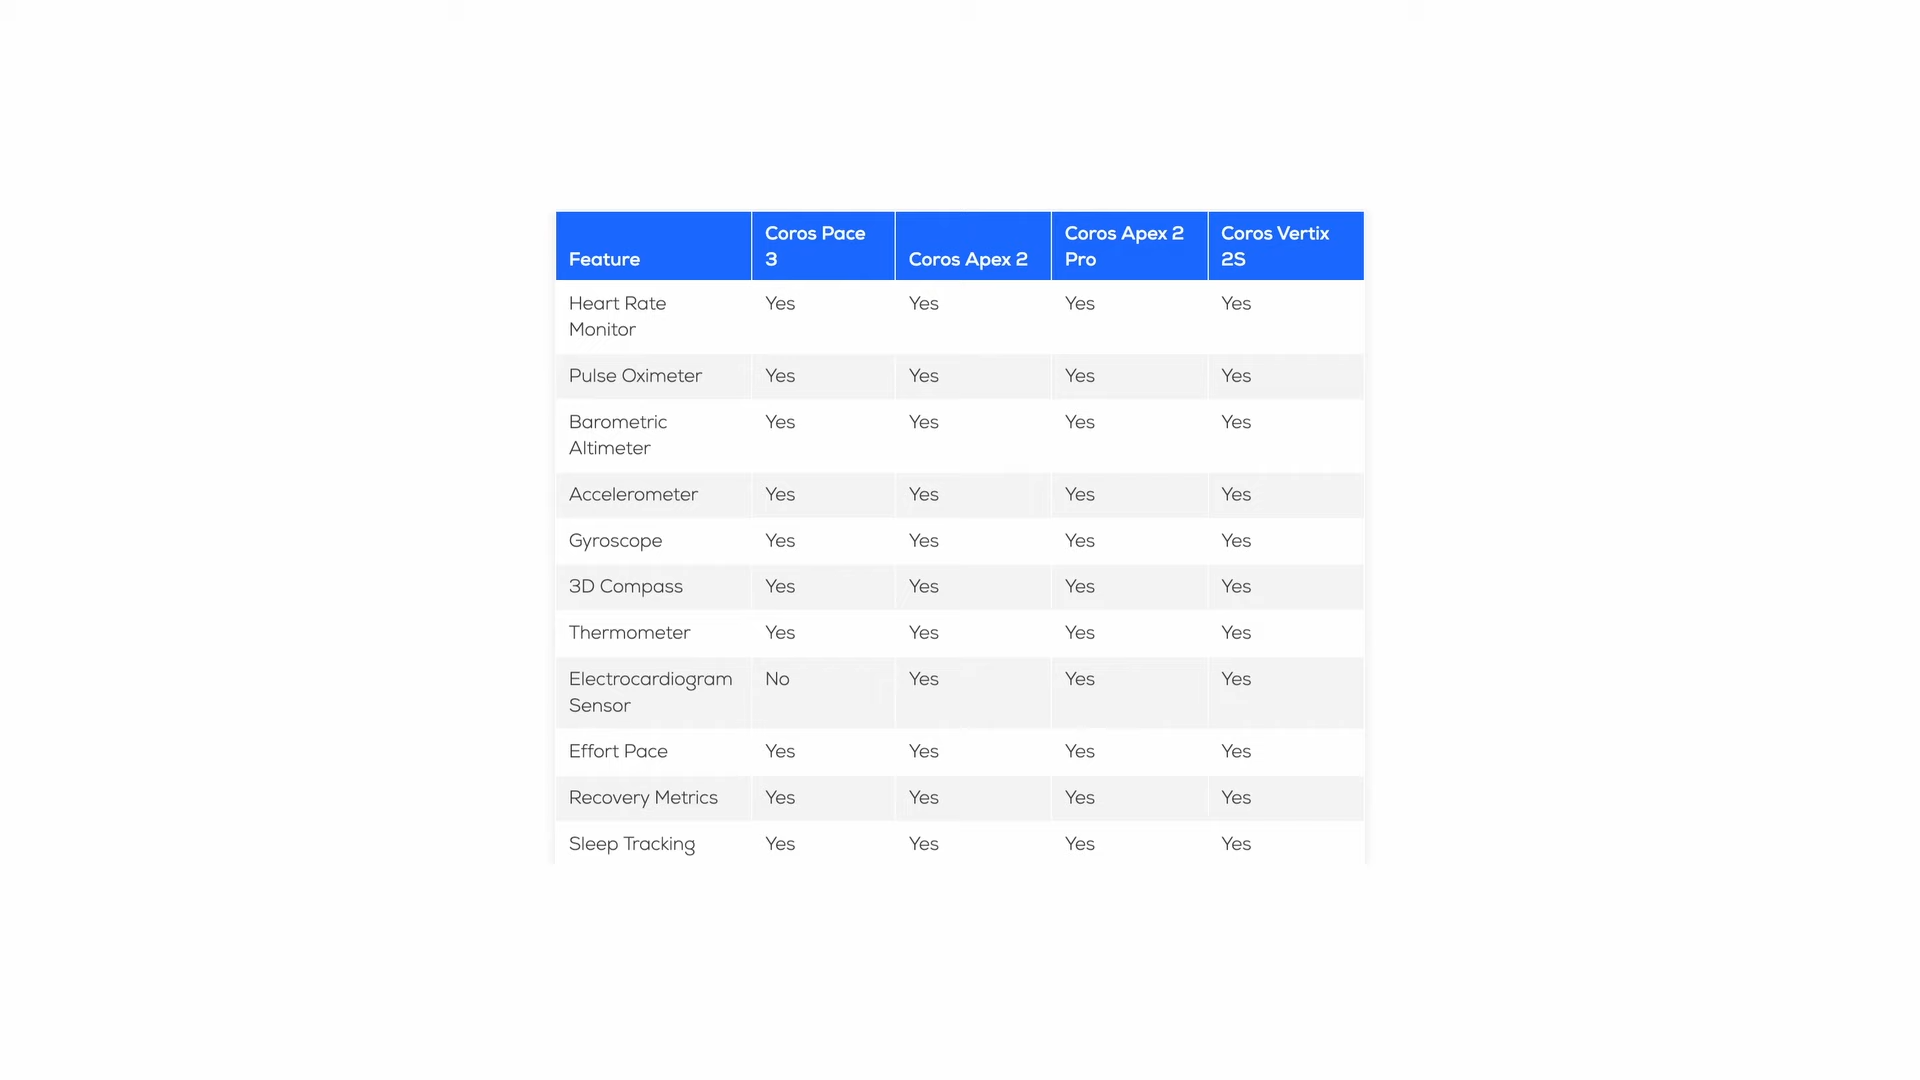 Feature Coros Pace 3 Coros Apex 2 Coros Apex 2 Pro Coros Vertix 2S
Heart Rate Monitor Yes Yes Yes Yes
Pulse Oximeter Yes Yes Yes Yes
Barometric Altimeter Yes Yes Yes Yes
Accelerometer Yes Yes Yes Yes
Gyroscope Yes Yes Yes Yes
3D Compass Yes Yes Yes Yes
Thermometer Yes Yes Yes Yes
Electrocardiogram Sensor No Yes Yes Yes
Effort Pace Yes Yes Yes Yes
Recovery Metrics Yes Yes Yes Yes
Sleep Tracking Yes Yes Yes Yes